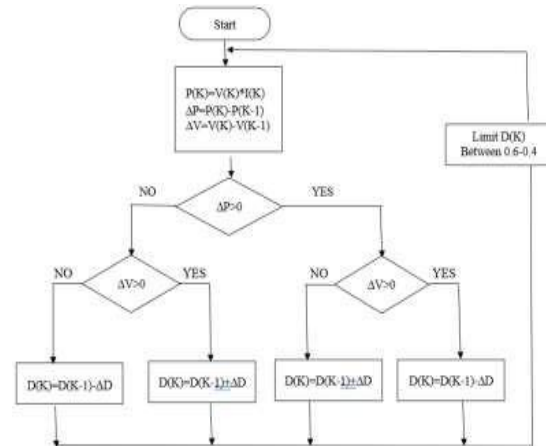 Start
P(K)=V(K)*I(K)
ΔP=P(K)-P(K-1)
ΔV=V(K)-V(K-1)
Limit D(K)
Between 0.6-0.4
NO
YES
ΔP>0
NO
YES
NO
YES
ΔV>0
ΔV>0
D(K)=D(K-1)-ΔD
D(K)=D(K-1)+ΔD
D(K)=D(K-1)+ΔD
D(K)=D(K-1)-ΔD